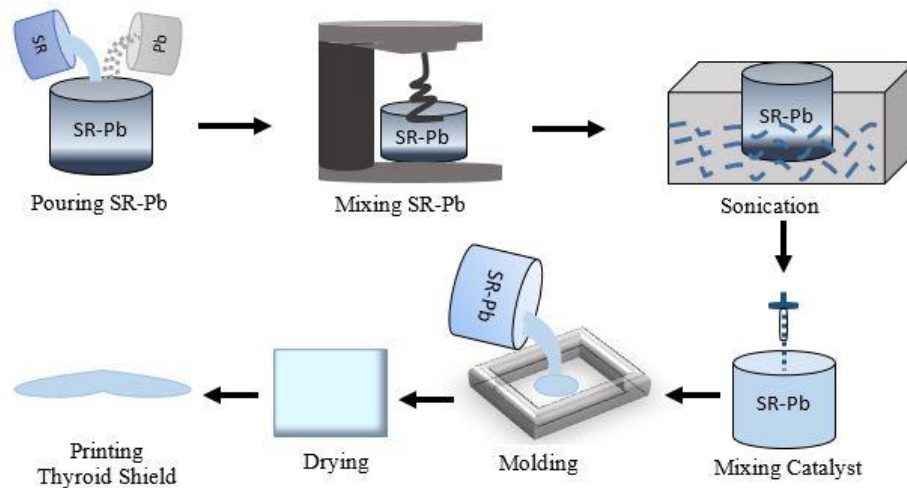 SR
Pb
SR-Pb
Pouring SR-Pb
SR-Pb
Mixing SR-Pb
SR-Pb
Sonication
SR-Pb
Mixing Catalyst
SR-Pb
Molding
Drying
Printing
Thyroid Shield